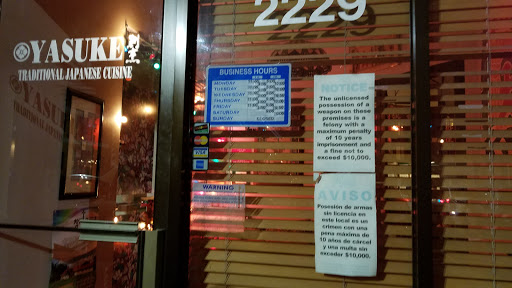 2229
YASUKE
TRADITIONAL JAPANESE CUISINE
BUSINESS HOURS
MONDAY
TUESDAY
WEDNESDAY
THURSDAY
FRIDAY
SATURDAY
SUNDAY
VISA
WARNING
NOTICE
The unlicensed
possession of a
weapon on these
premises is a
felony with a
maximum penalty
of 10 years
imprisonment and
a fine not to
exceed $10,000.
AVISO
Posesión de armas
sin licencia en
este local es un
crimen con una
pena máxima de
10 años de cárcel
y una multa sin
exceder $10,000.